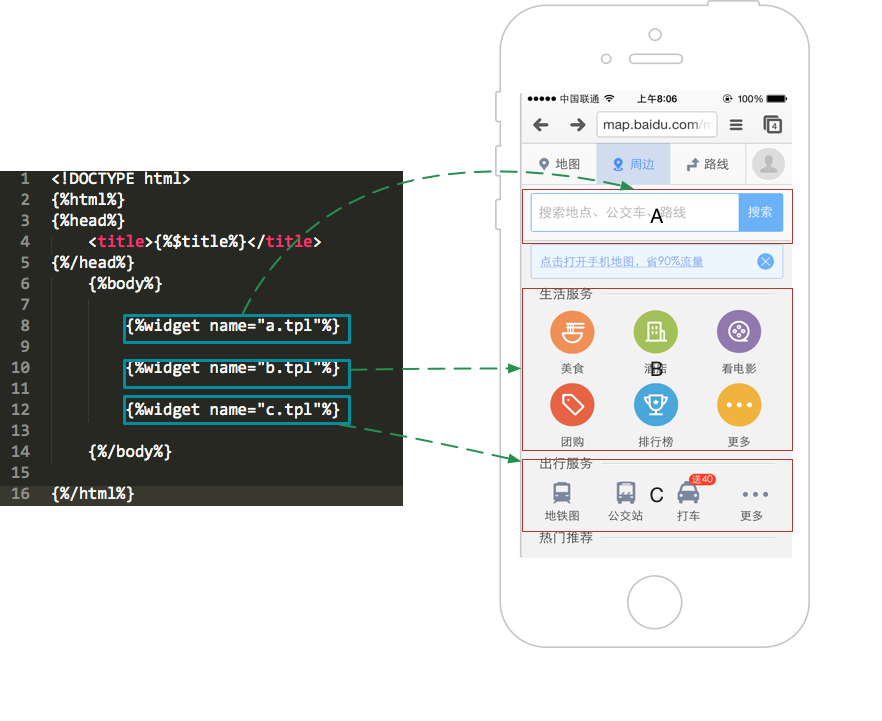 1 <!DOCTYPE html>
2 {%html%}
3 {%head%}
4 <title>{%$title%}</title>
5 {%/head%}
6 {%body%}
7
8 {%widget name="a.tpl"%}
9
10 {%widget name="b.tpl"%}
11
12 {%widget name="c.tpl"%}
13
14 {%/body%}
15
16 {%/html%}
中国联通 上午8:06 100%
map.baidu.com/m 4
地图 周边 路线
搜索地点、公交车、路线 搜索
A
点击打开手机地图，省90%流量
生活服务
美食 酒店 看电影
B
团购 排行榜 更多
出行服务
送40
C
地铁图 公交站 打车 更多
热门推荐